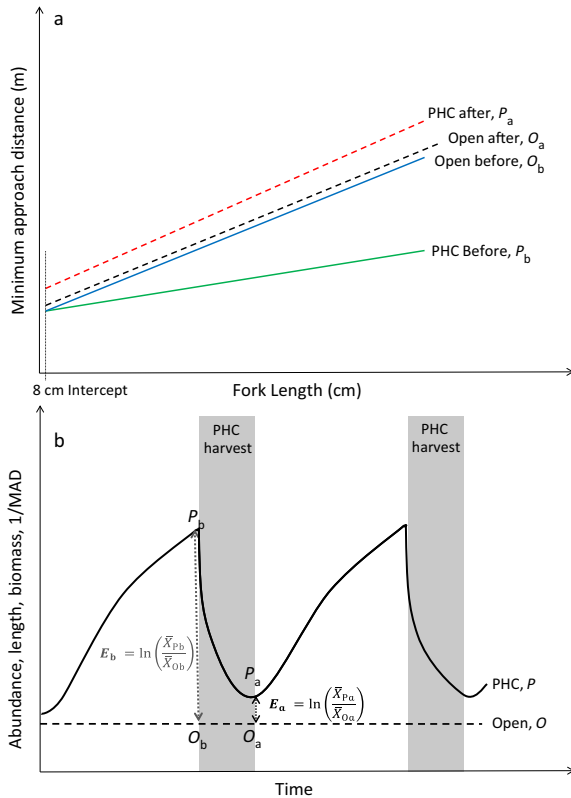 a
Minimum approach distance (m)
PHC after, Pa
Open after, Oa
Open before, Ob
PHC Before, Pb
8 cm Intercept
Fork Length (cm)
b
Abundance, length, biomass, 1/MAD
PHC
harvest
PHC
harvest
Pb
Eb = ln(X̅Pb/X̅Ob)
Pa
Ea = ln(X̅Pa/X̅Oa)
PHC, P
Open, O
Ob
Oa
Time